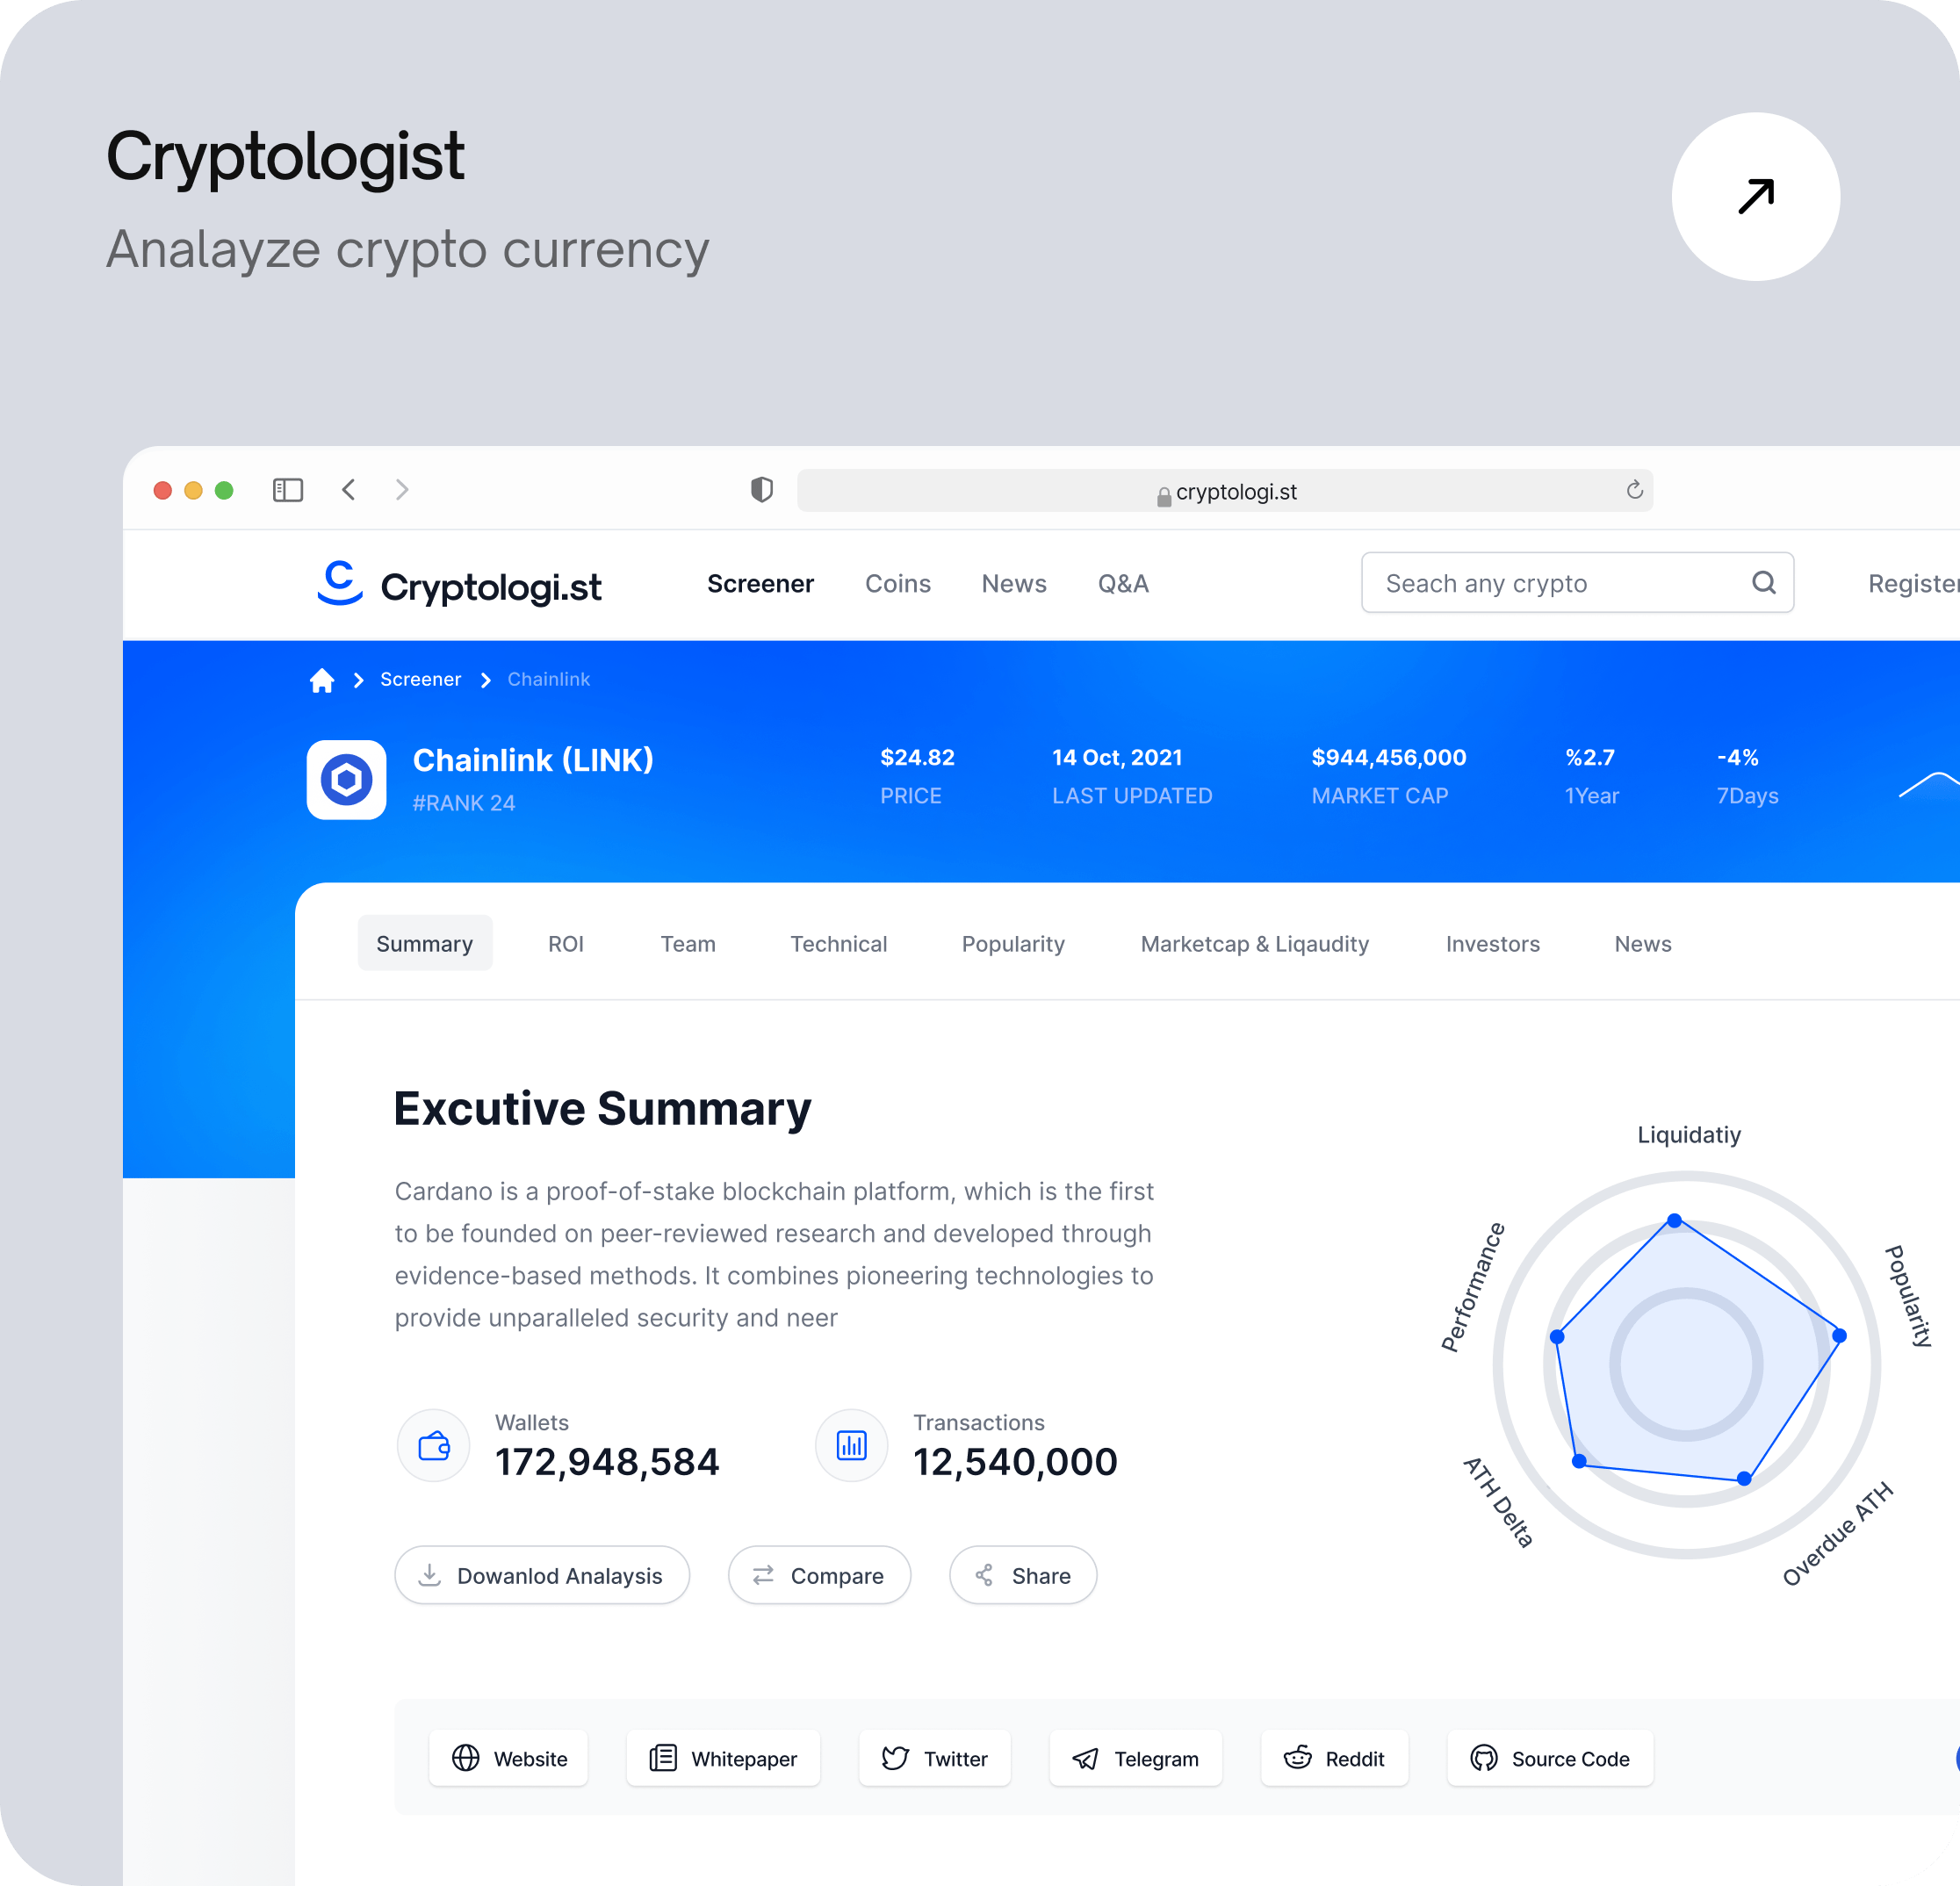 Cryptologist
Analayze crypto currency
cryptologi.st
C Cryptologi.st
Screener
Coins
News
Q&A
Seach any crypto
Register
Screener
Chainlink
Chainlink (LINK)
#RANK 24
$24.82
PRICE
14 Oct, 2021
LAST UPDATED
$944,456,000
MARKET CAP
%2.7
1Year
-4%
7Days
Summary
ROI
Team
Technical
Popularity
Marketcap & Liqaudity
Investors
News
Excutive Summary
Cardano is a proof-of-stake blockchain platform, which is the first
to be founded on peer-reviewed research and developed through
evidence-based methods. It combines pioneering technologies to
provide unparalleled security and neer
Wallets
172,948,584
Transactions
12,540,000
Dowanlod Analaysis
Compare
Share
Liquidatiy
Performance
Popularity
ATH Delta
Overdue ATH
Website
Whitepaper
Twitter
Telegram
Reddit
Source Code